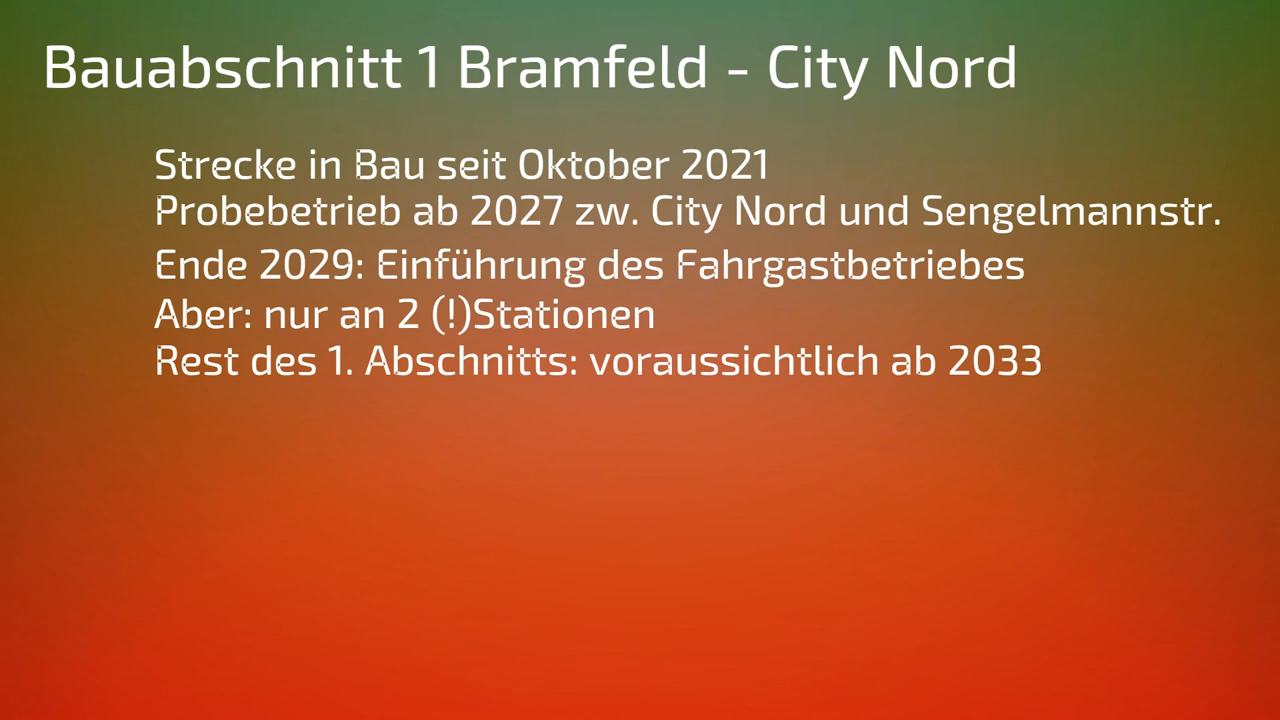 Bauabschnitt 1 Bramfeld - City Nord
Strecke in Bau seit Oktober 2021
Probebetrieb ab 2027 zw. City Nord und Sengelmannstr.
Ende 2029: Einführung des Fahrgastbetriebes
Aber: nur an 2 (!)Stationen
Rest des 1. Abschnitts: voraussichtlich ab 2033